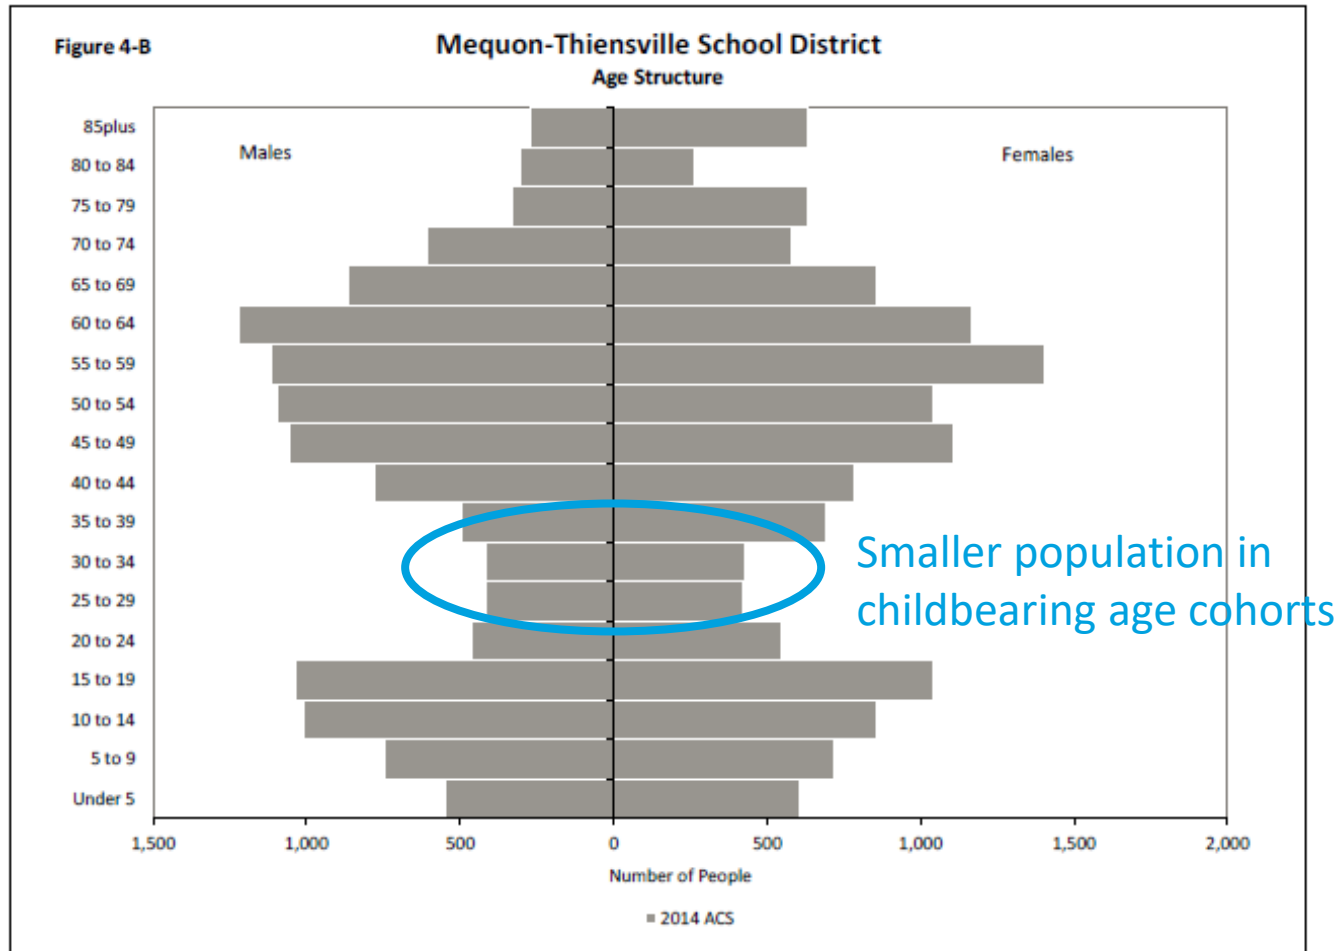 Figure 4-B
Mequon-Thiensville School District
Age Structure
Males
Females
85plus
80 to 84
75 to 79
70 to 74
65 to 69
60 to 64
55 to 59
50 to 54
45 to 49
40 to 44
35 to 39
30 to 34
25 to 29
20 to 24
15 to 19
10 to 14
5 to 9
Under 5
Smaller population in
childbearing age cohorts
1,500 1,000 500 0 500 1,000 1,500 2,000
Number of People
2014 ACS